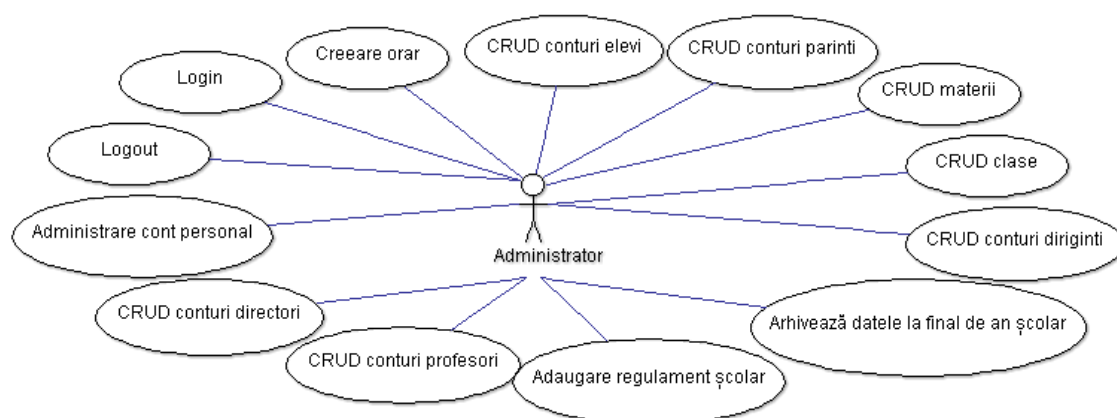 CRUD conturi elevi
CRUD conturi parinti
Creeare orar
Login
CRUD materii
Logout
CRUD clase
Administrare cont personal
CRUD conturi diriginti
Administrator
CRUD conturi directori
Arhivează datele la final de an școlar
CRUD conturi profesori
Adaugare regulament școlar